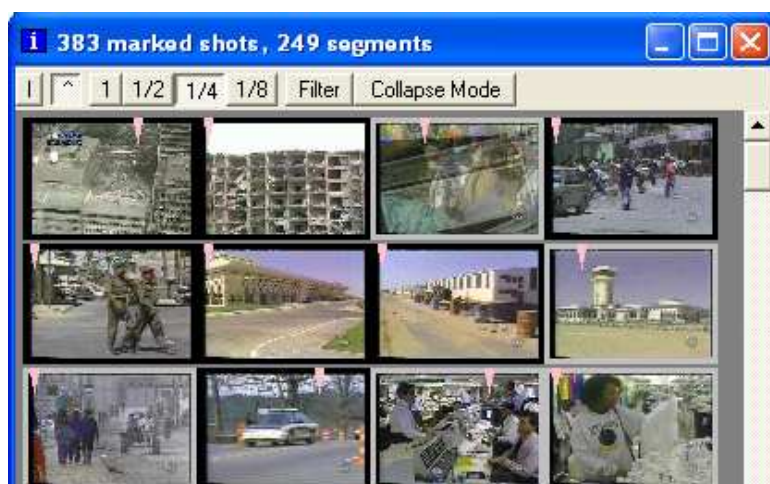 383 marked shots, 249 segments
I ^ 1 1/2 1/4 1/8 Filter Collapse Mode